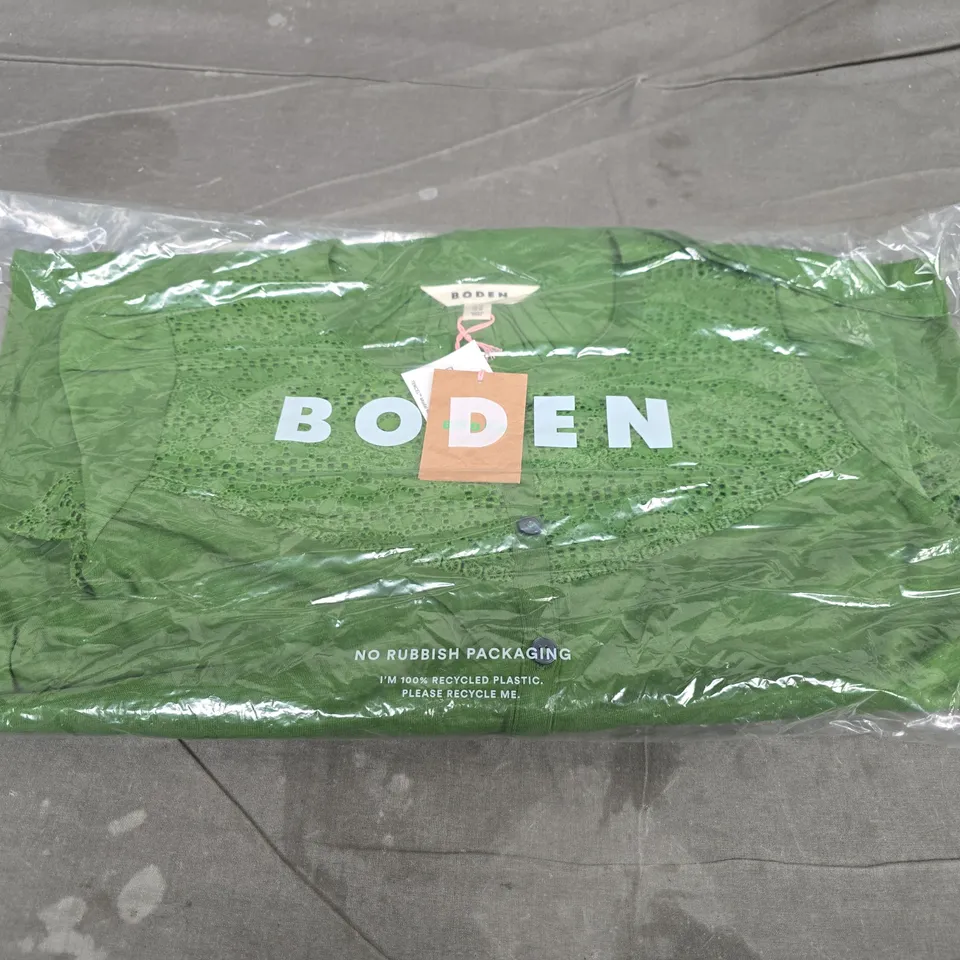 BODEN
BODEN
NO RUBBISH PACKAGING
I'M 100% RECYCLED PLASTIC.
PLEASE RECYCLE ME.